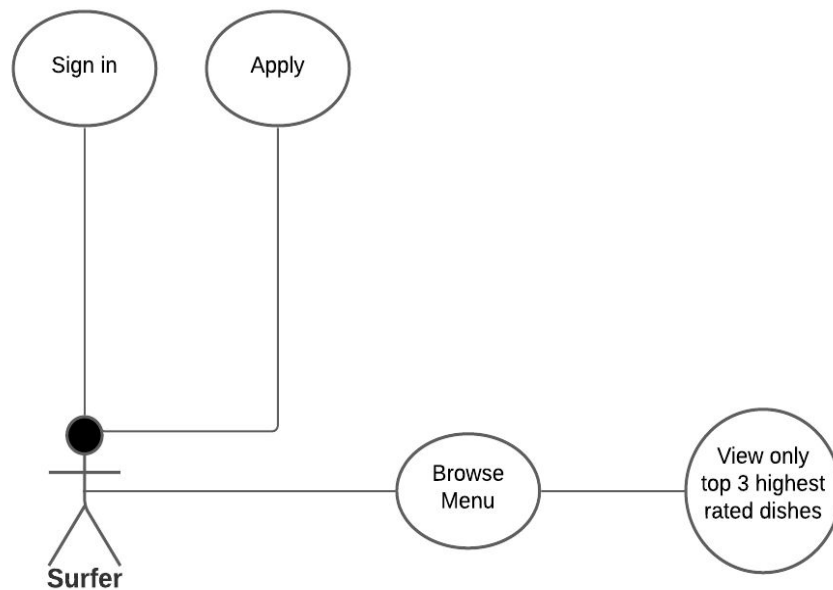 Sign in
Apply
Browse
Menu
View only
top 3 highest
rated dishes
Surfer